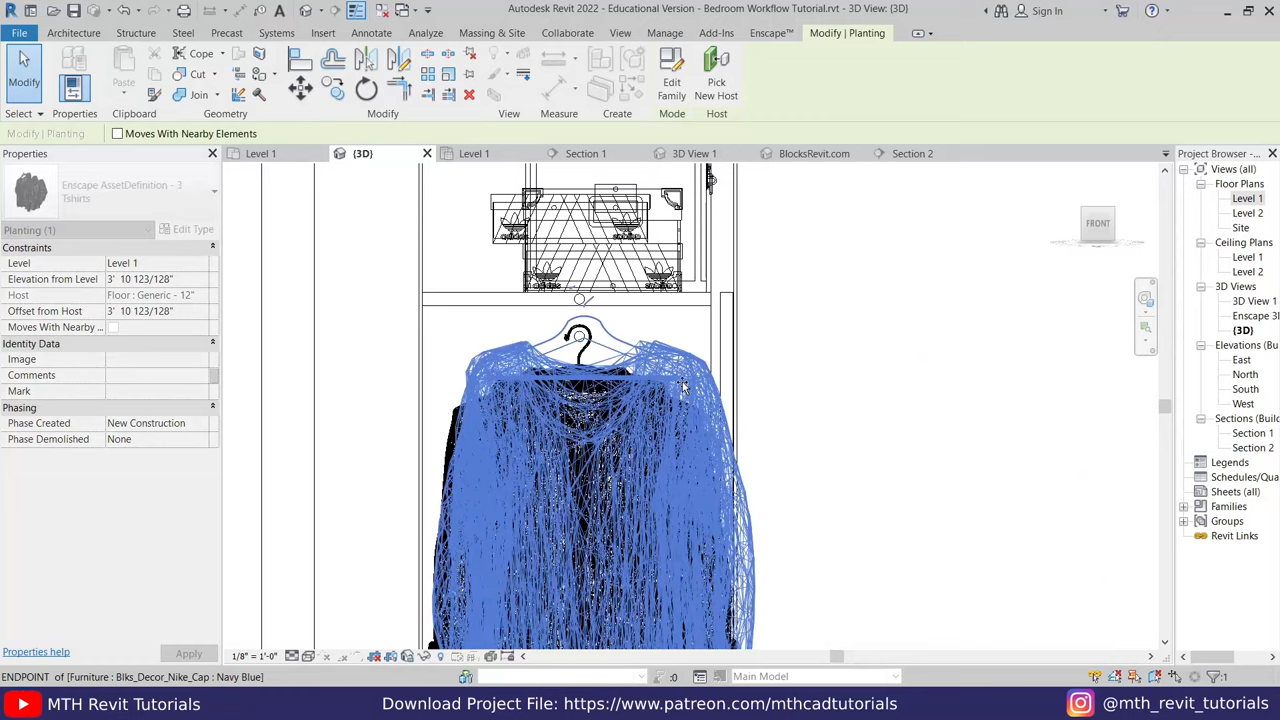 Autodesk Revit 2022 - Educational Version - Bedroom Workflow Tutorial.rvt - 3D View: {3D}
Sign In
File Architecture Structure Steel Precast Systems Insert Annotate Analyze Massing & Site Collaborate View Manage Add-Ins Enscape™ Modify | Planting
Modify
Paste
Cope
Cut
Join
Edit Family
Pick New Host
Select Properties Clipboard Geometry Modify View Measure Create Mode Host
Modify | Planting Moves With Nearby Elements
Properties
Level 1 {3D} Level 1 Section 1 3D View 1 BlocksRevit.com Section 2
Project Browser -
Enscape AssetDefinition - 3
Tshirts
Planting (1) Edit Type
Constraints
Level Level 1
Elevation from Level 3' 10 123/128"
Host Floor : Generic - 12"
Offset from Host 3' 10 123/128"
Moves With Nearby ...
Identity Data
Image
Comments
Mark
Phasing
Phase Created New Construction
Phase Demolished None
Properties help Apply
FRONT
Views (all)
Floor Plans
Level 1
Level 2
Site
Ceiling Plans
Level 1
Level 2
3D Views
3D View 1
Enscape 3
{3D}
Elevations (Buil
East
North
South
West
Sections (Builc
Section 1
Section 2
Legends
Schedules/Qua
Sheets (all)
Families
Groups
Revit Links
1/8" = 1'-0"
ENDPOINT of [Furniture : Blks_Decor_Nike_Cap : Navy Blue]
:0
Main Model
:1
MTH Revit Tutorials
Download Project File: https://www.patreon.com/mthcadtutorials
@mth_revit_tutorials